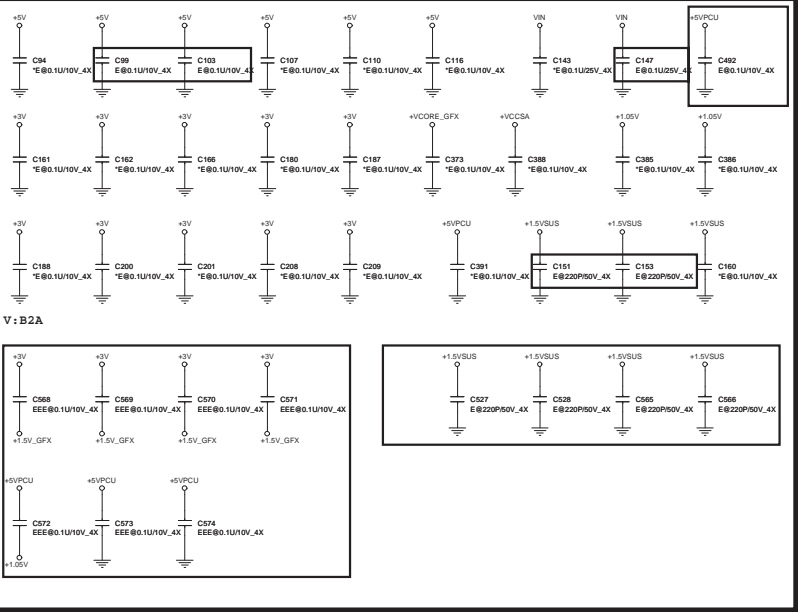 +5V +5V +5V +5V +5V +5V VIN VIN +5VPCU
C94 C99 C103 C107 C110 C116 C143 C147 C492
*E@0.1U/10V_4X E@0.1U/10V_4X E@0.1U/10V_4X *E@0.1U/10V_4X *E@0.1U/10V_4X *E@0.1U/10V_4X *E@0.1U/25V_4X E@0.1U/25V_4X E@0.1U/10V_4X
+3V +3V +3V +3V +3V +VCORE_GFX +VCCSA +1.05V +1.05V
C161 C162 C166 C180 C187 C373 C388 C385 C386
*E@0.1U/10V_4X *E@0.1U/10V_4X *E@0.1U/10V_4X *E@0.1U/10V_4X *E@0.1U/10V_4X *E@0.1U/10V_4X *E@0.1U/10V_4X *E@0.1U/10V_4X *E@0.1U/10V_4X
+3V +3V +3V +3V +3V +5VPCU +1.5VSUS +1.5VSUS +1.5VSUS
C188 C200 C201 C208 C209 C391 C151 C153 C160
*E@0.1U/10V_4X *E@0.1U/10V_4X *E@0.1U/10V_4X *E@0.1U/10V_4X *E@0.1U/10V_4X *E@0.1U/10V_4X E@220P/50V_4X E@220P/50V_4X *E@0.1U/10V_4X
V:B2A
+3V +3V +3V +3V +1.5VSUS +1.5VSUS +1.5VSUS +1.5VSUS
C568 C569 C570 C571 C527 C528 C565 C566
EEE@0.1U/10V_4X EEE@0.1U/10V_4X EEE@0.1U/10V_4X EEE@0.1U/10V_4X E@220P/50V_4X E@220P/50V_4X E@220P/50V_4X E@220P/50V_4X
+1.5V_GFX +1.5V_GFX +1.5V_GFX +1.5V_GFX
+5VPCU +5VPCU +5VPCU
C572 C573 C574
EEE@0.1U/10V_4X EEE@0.1U/10V_4X EEE@0.1U/10V_4X
+1.05V